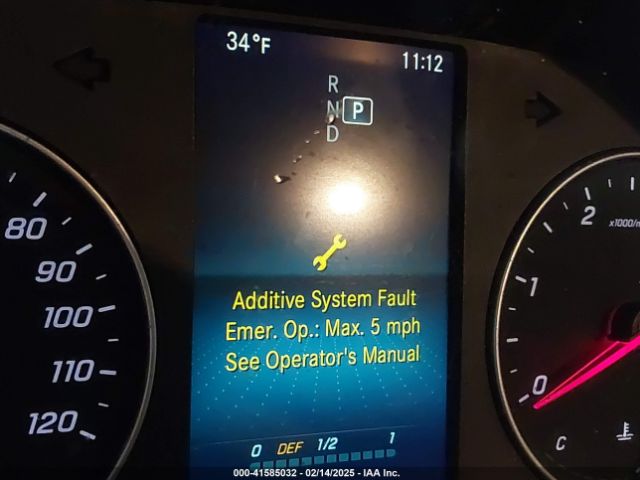 34°F
11:12
R
N P
D
80
90
100
110
120
2
x1000/
1
0
C
Additive System Fault
Emer. Op.: Max. 5 mph
See Operator's Manual
0 DEF 1/2 1
000-41585032 - 02/14/2025 - IAA Inc.